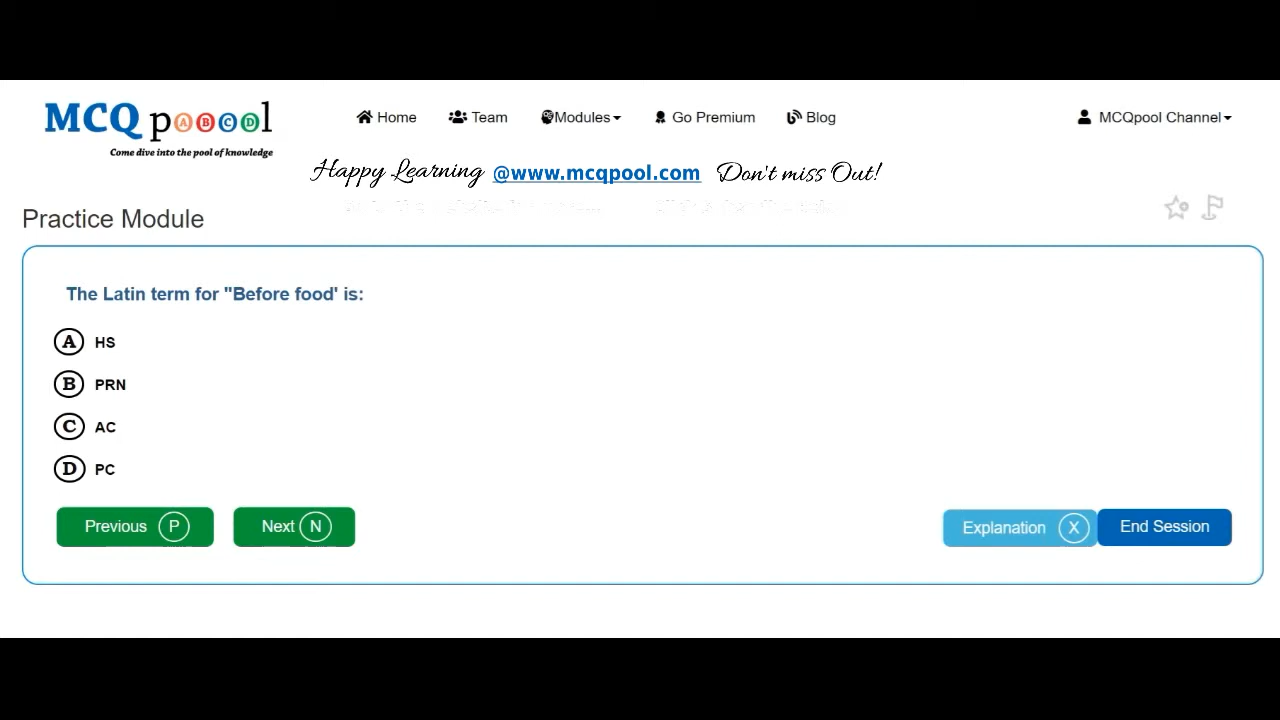 MCQ pooool
Come dive into the pool of knowledge
Home Team Modules Go Premium Blog MCQpool Channel
Happy Learning @www.mcqpool.com Don't miss Out!
Practice Module
The Latin term for "Before food' is:
A HS
B PRN
C AC
D PC
Previous P Next N Explanation X End Session